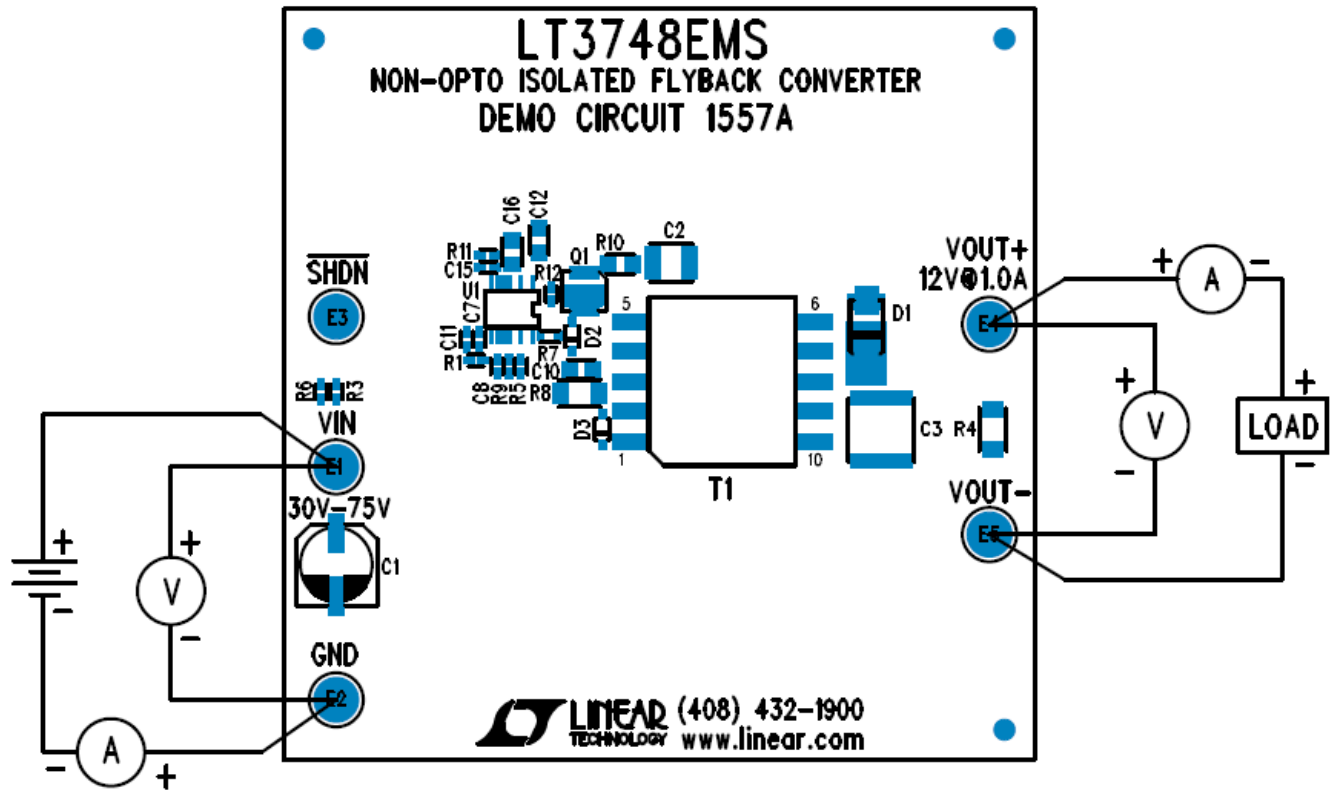 LT3748EMS
NON-OPTO ISOLATED FLYBACK CONVERTER
DEMO CIRCUIT 1557A
C16
C12
R11
C15
R12
Q1
R10
C2
U1
C7
C11
R1
C8
R9
R5
R7
C10
R8
D2
D3
5
6
1
10
T1
D1
C3
R4
SHDN
E3
R6
R3
VIN
E1
30V-75V
C1
GND
E2
VOUT+
12V@1.0A
E4
VOUT-
E5
+
-
V
+
-
A
-
+
+
A
-
+
V
-
+
LOAD
-
LINEAR
TECHNOLOGY
(408) 432-1900
www.linear.com